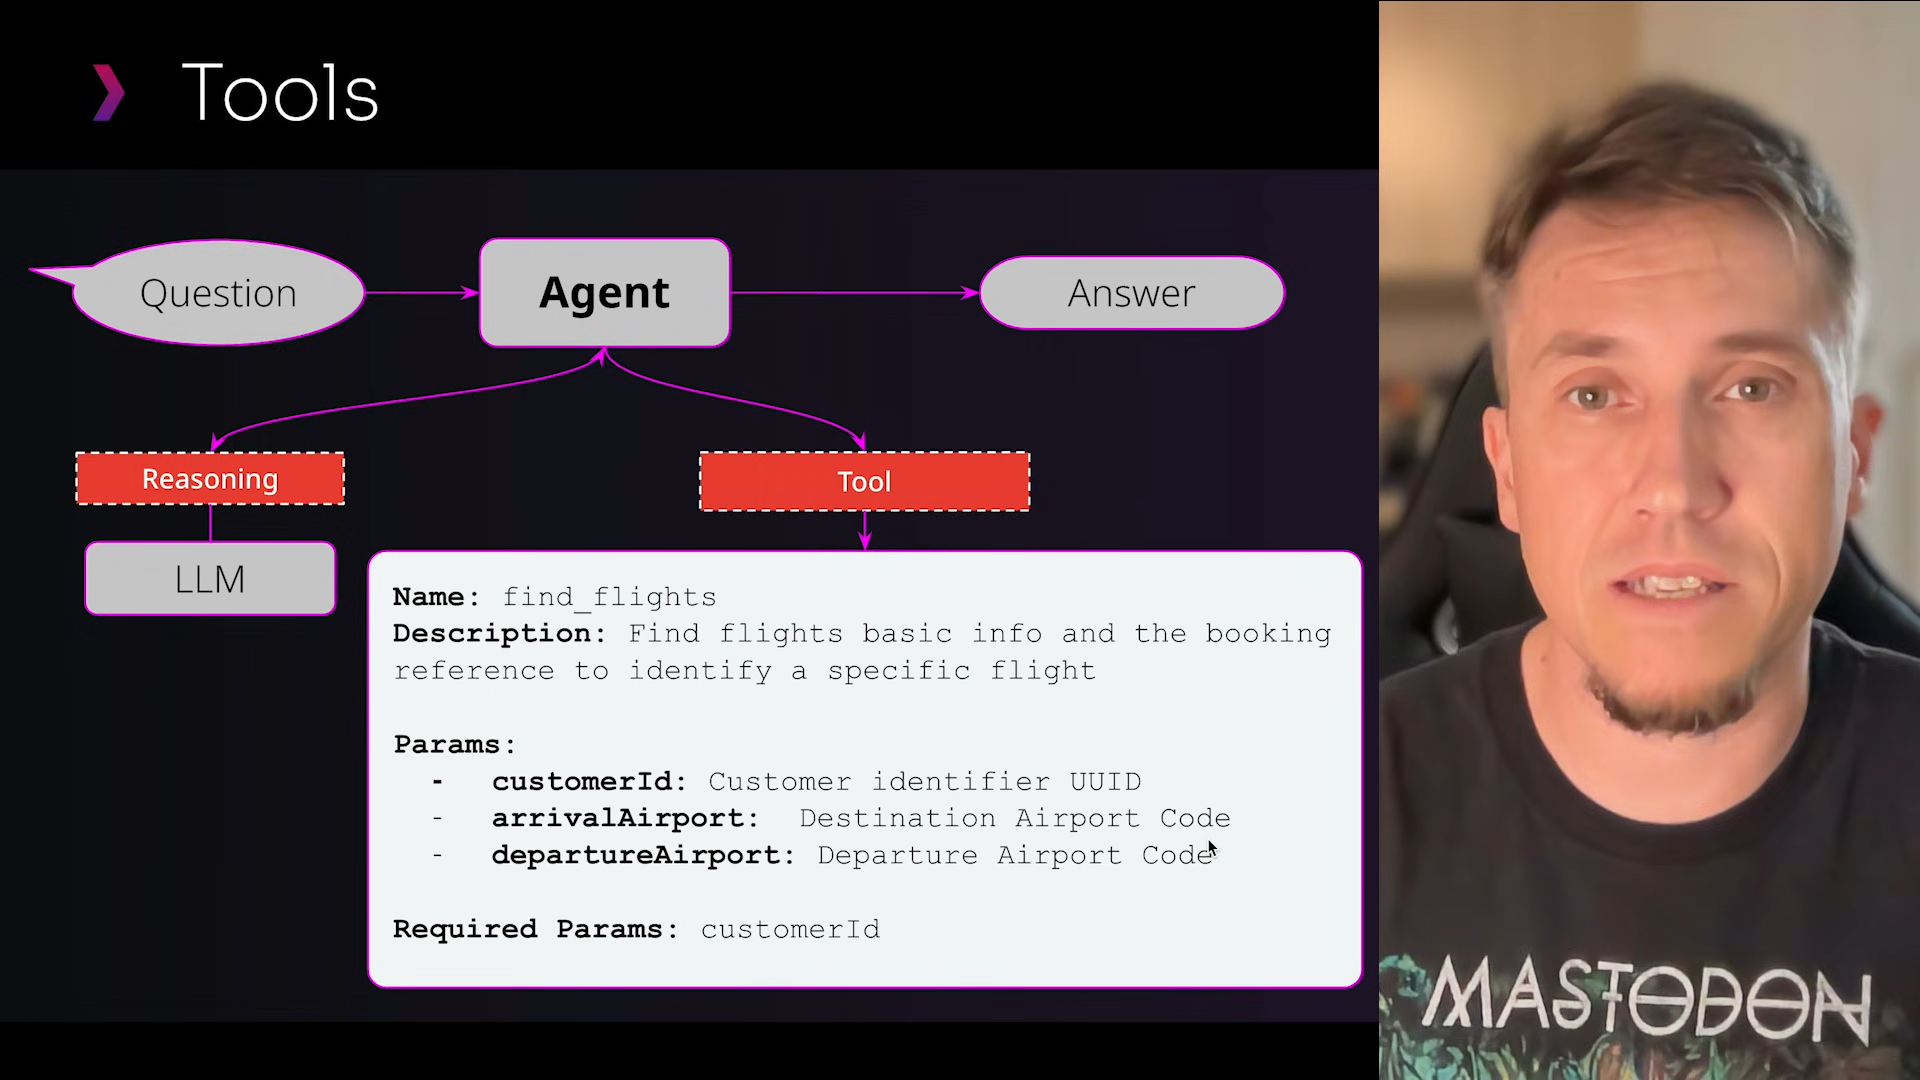 Tools
Question
Agent
Answer
Reasoning
Tool
LLM
Name: find_flights
Description: Find flights basic info and the booking
reference to identify a specific flight
Params:
- customerId: Customer identifier UUID
- arrivalAirport: Destination Airport Code
- departureAirport: Departure Airport Code
Required Params: customerId
MASTODON